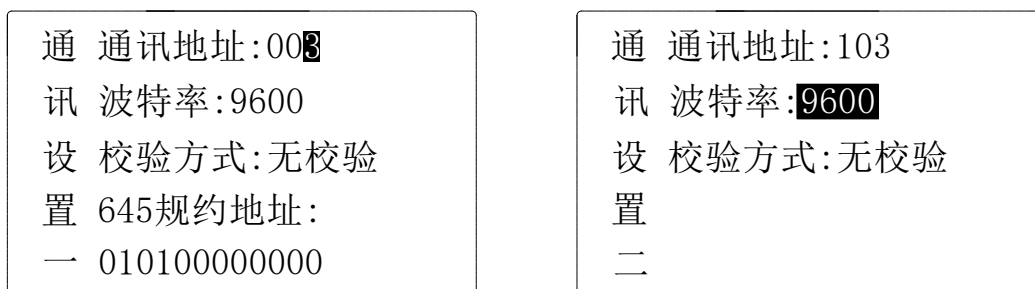 通 通讯地址:003
讯 波特率:9600
设 校验方式:无校验
置 645规约地址:
一 010100000000
通 通讯地址:103
讯 波特率:9600
设 校验方式:无校验
置
二